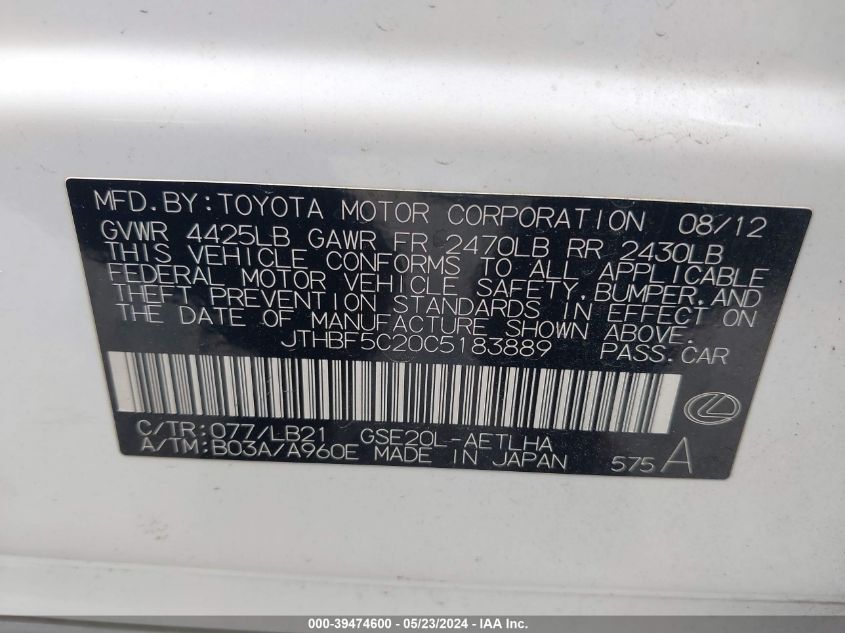 MFD.BY:TOYOTA MOTOR CORPORATION 08/12
GVWR 4425LB GAWR FR 2470LB RR 2430LB
THIS VEHICLE CONFORMS TO ALL APPLICABLE
FEDERAL MOTOR VEHICLE SAFETY,BUMPER,AND
THEFT PREVENTION STANDARDS IN EFFECT ON
THE DATE OF MANUFACTURE SHOWN ABOVE.
JTHBF5C20C5183889 PASS.CAR
C/TR:077/LB21 GSE20L-AETLHA
A/TM:B03A/A960E MADE IN JAPAN 575 A
000-39474600 - 05/23/2024 - IAA Inc.